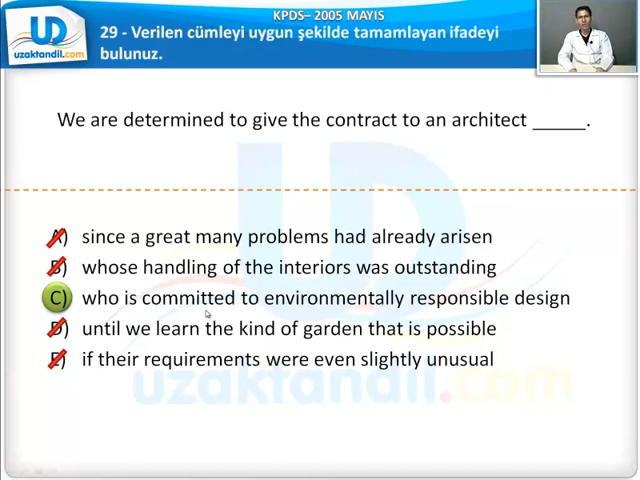 KPDS– 2005 MAYIS
29 - Verilen cümleyi uygun şekilde tamamlayan ifadeyi
bulunuz.
UD
uzaktandil.com
We are determined to give the contract to an architect _____.
A) since a great many problems had already arisen
B) whose handling of the interiors was outstanding
C) who is committed to environmentally responsible design
D) until we learn the kind of garden that is possible
E) if their requirements were even slightly unusual
UD
uzaktandil.com